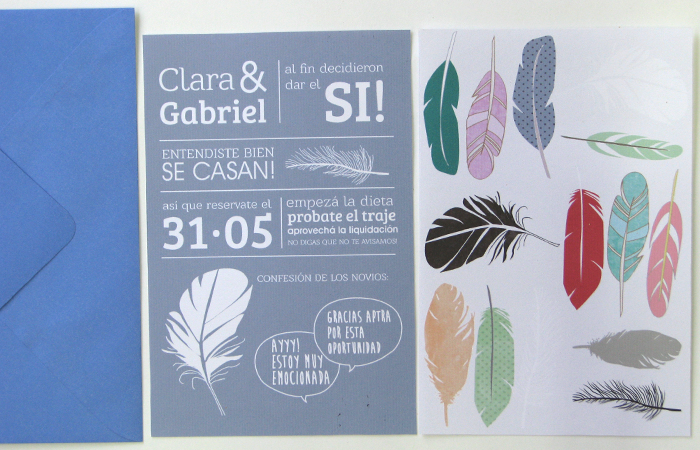 Clara &
Gabriel
al fin decidieron
dar el
SI!
ENTENDISTE BIEN
SE CASAN!
asi que reservate el
31·05
empezá la dieta
probate el traje
aprovechá la liquidación
NO DIGAS QUE NO TE AVISAMOS!
CONFESIÓN DE LOS NOVIOS:
AYYY!
ESTOY MUY
EMOCIONADA
GRACIAS APTRA
POR ESTA
OPORTUNIDAD